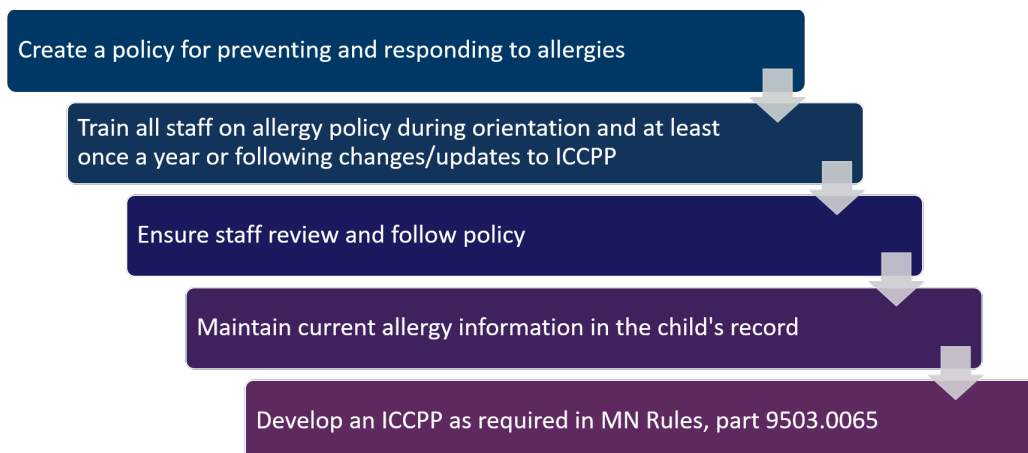 Create a policy for preventing and responding to allergies
Train all staff on allergy policy during orientation and at least
once a year or following changes/updates to ICCPP
Ensure staff review and follow policy
Maintain current allergy information in the child's record
Develop an ICCPP as required in MN Rules, part 9503.0065